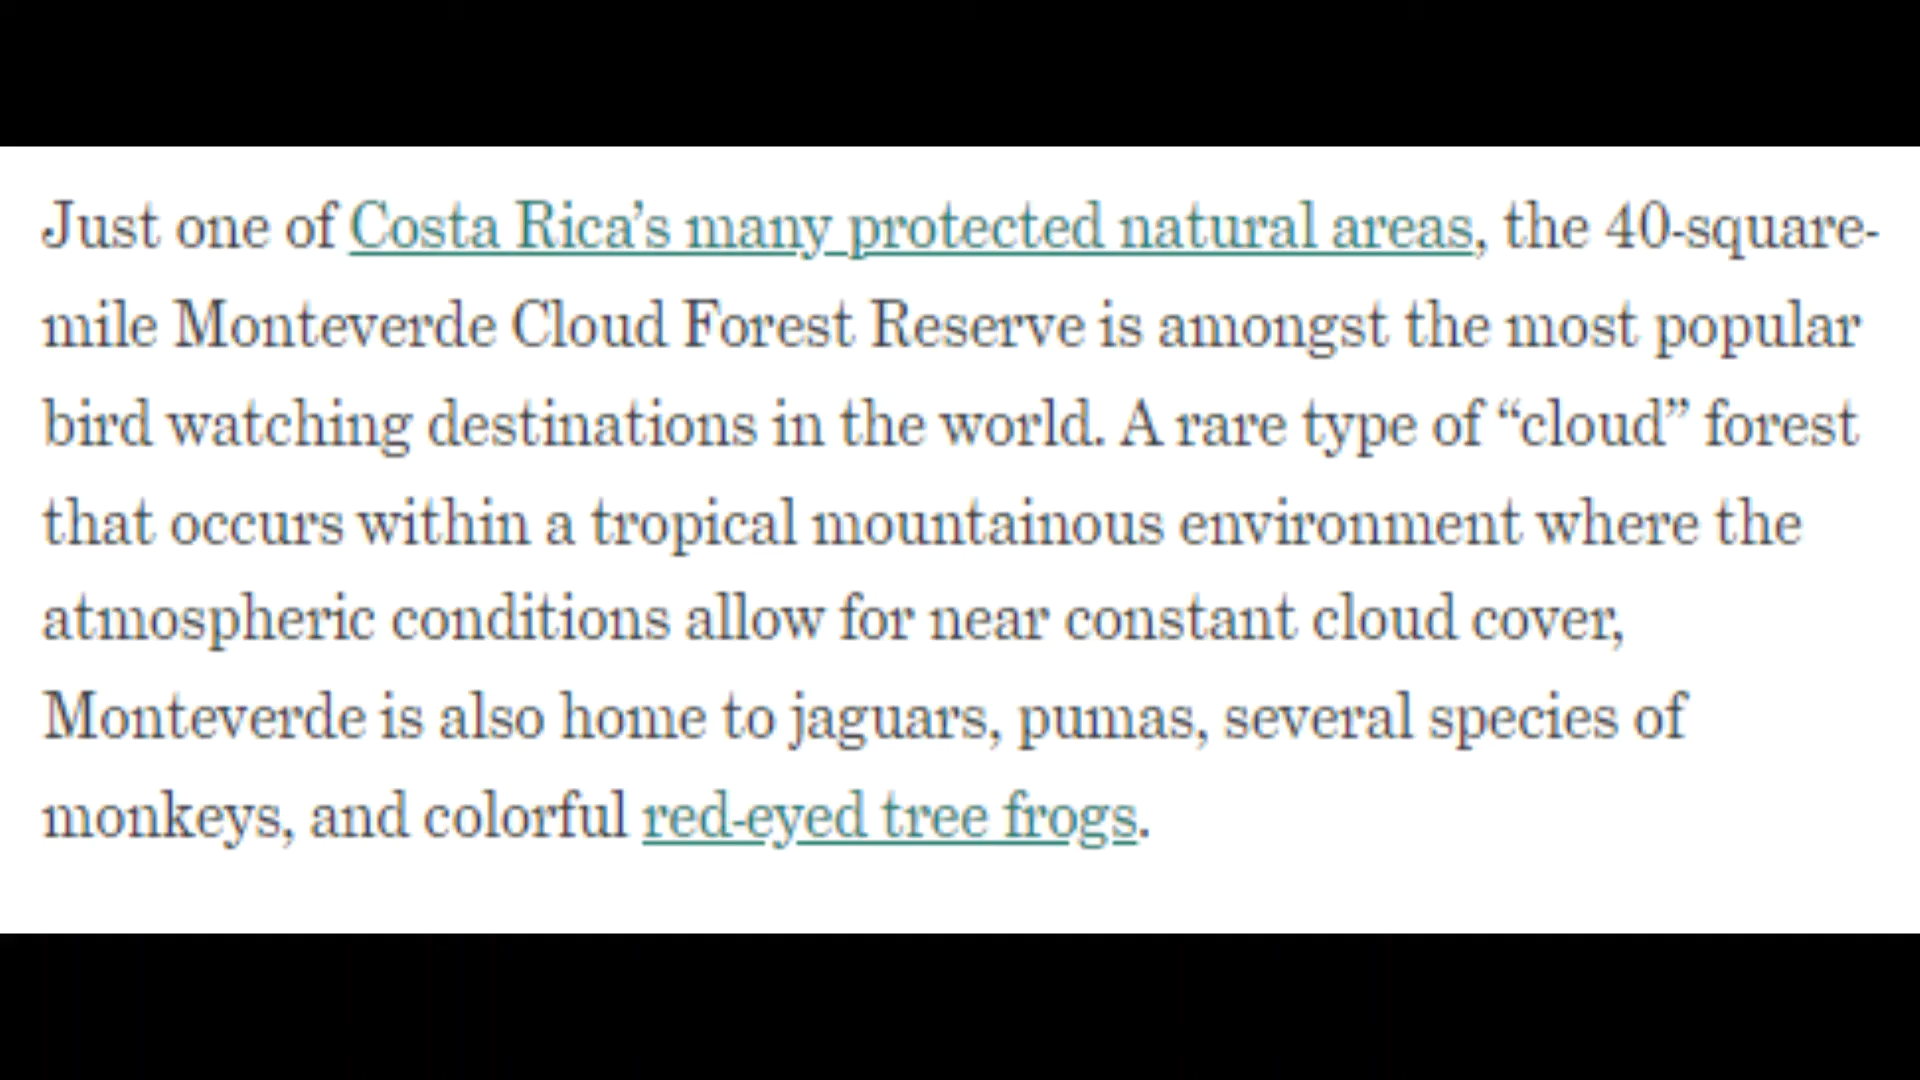 Just one of Costa Rica’s many protected natural areas, the 40-square-
mile Monteverde Cloud Forest Reserve is amongst the most popular
bird watching destinations in the world. A rare type of “cloud” forest
that occurs within a tropical mountainous environment where the
atmospheric conditions allow for near constant cloud cover,
Monteverde is also home to jaguars, pumas, several species of
monkeys, and colorful red-eyed tree frogs.